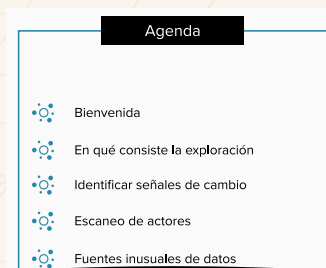 Agenda
Bienvenida
En qué consiste la exploración
Identificar señales de cambio
Escaneo de actores
Fuentes inusuales de datos